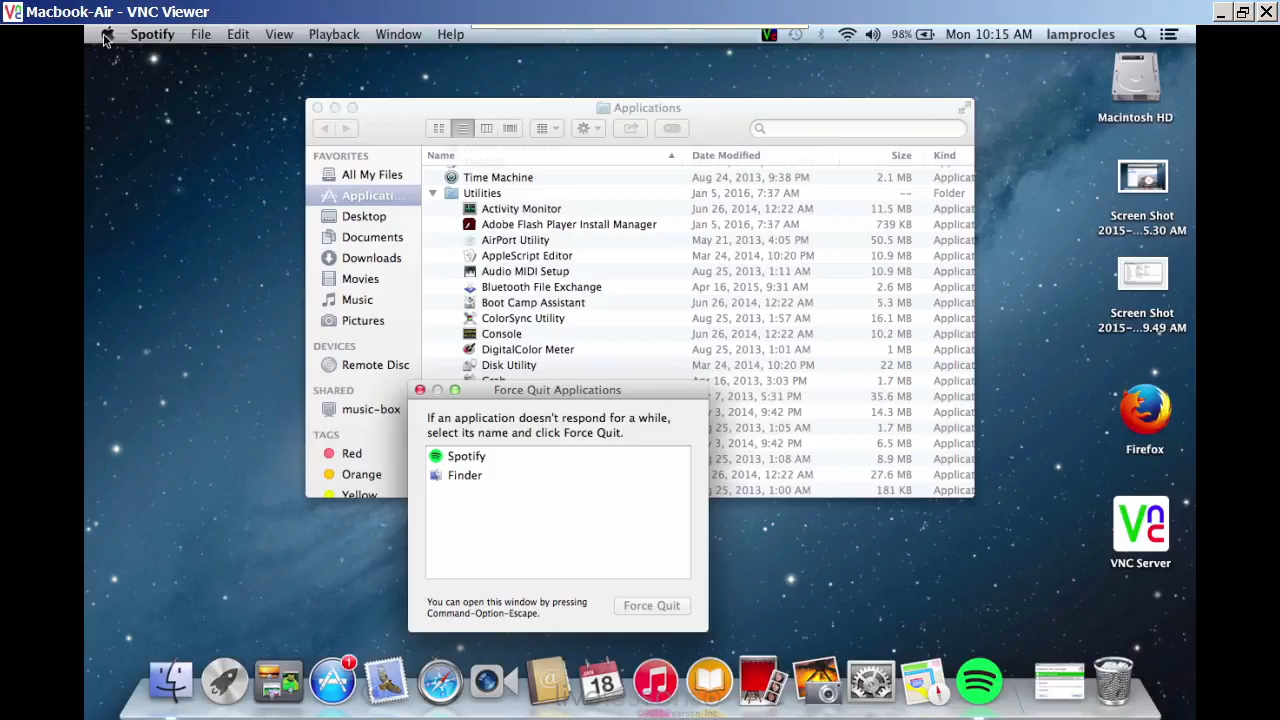 Macbook-Air - VNC Viewer
Spotify File Edit View Playback Window Help 98% Mon 10:15 AM lamprocles
Applications
FAVORITES
All My Files
Applicati...
Desktop
Documents
Downloads
Movies
Music
Pictures
DEVICES
Remote Disc
SHARED
music-box
TAGS
Red
Orange
Yellow
Name Date Modified Size Kind
Time Machine Aug 24, 2013, 9:38 PM 2.1 MB Applicat
Utilities Jan 5, 2016, 7:37 AM -- Folder
Activity Monitor Jun 26, 2014, 12:22 AM 11.5 MB Applicat
Adobe Flash Player Install Manager Jan 5, 2016, 7:37 AM 739 KB Applicat
AirPort Utility May 21, 2013, 4:05 PM 50.5 MB Applicat
AppleScript Editor Mar 24, 2014, 10:20 PM 10.9 MB Applicat
Audio MIDI Setup Aug 25, 2013, 1:11 AM 10.9 MB Applicat
Bluetooth File Exchange Apr 16, 2015, 9:31 AM 2.6 MB Applicat
Boot Camp Assistant Jun 26, 2014, 12:22 AM 5.3 MB Applicat
ColorSync Utility Aug 25, 2013, 1:57 AM 16.1 MB Applicat
Console Jun 26, 2014, 12:22 AM 10.2 MB Applicat
DigitalColor Meter Aug 25, 2013, 1:01 AM 1 MB Applicat
Disk Utility Mar 24, 2014, 10:20 PM 22 MB Applicat
Grab Apr 16, 2013, 3:03 PM 1.7 MB Applicat
7, 2013, 5:31 PM 35.6 MB Applicat
3, 2014, 9:42 PM 14.3 MB Applicat
25, 2013, 1:05 AM 1.7 MB Applicat
3, 2014, 9:42 PM 6.5 MB Applicat
25, 2013, 1:08 AM 8.9 MB Applicat
26, 2014, 12:22 AM 27.6 MB Applicat
25, 2013, 1:00 AM 181 KB Applicat
Force Quit Applications
If an application doesn't respond for a while,
select its name and click Force Quit.
Spotify
Finder
You can open this window by pressing
Command-Option-Escape.
Force Quit
Macintosh HD
Screen Shot
2015-...5.30 AM
Screen Shot
2015-...9.49 AM
Firefox
VNC
VNC Server
1
JAN
18